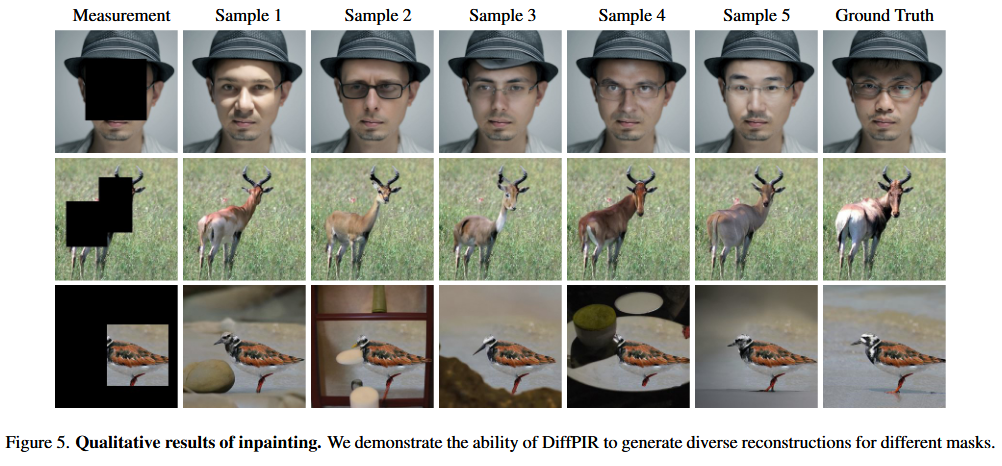 Measurement Sample 1 Sample 2 Sample 3 Sample 4 Sample 5 Ground Truth
Figure 5. Qualitative results of inpainting. We demonstrate the ability of DiffPIR to generate diverse reconstructions for different masks.